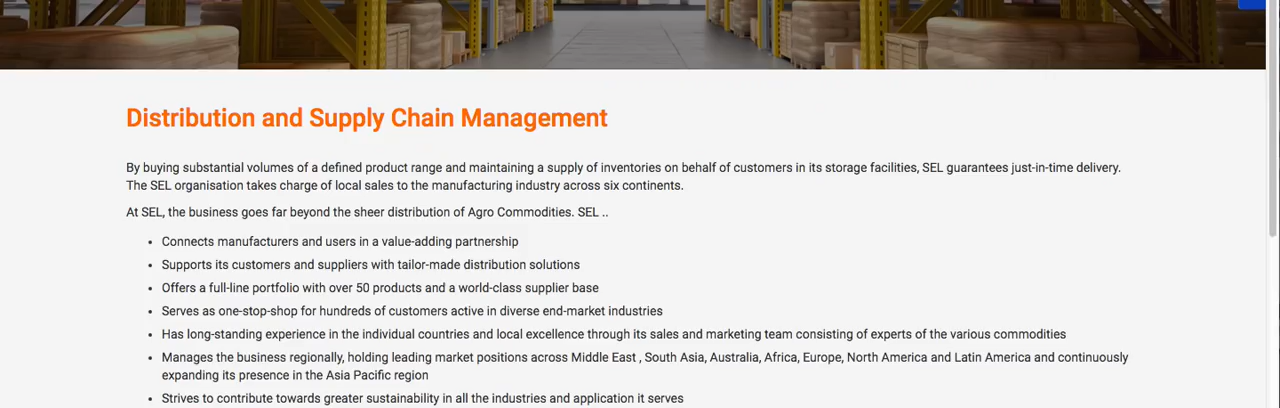 Distribution and Supply Chain Management
By buying substantial volumes of a defined product range and maintaining a supply of inventories on behalf of customers in its storage facilities, SEL guarantees just-in-time delivery.
The SEL organisation takes charge of local sales to the manufacturing industry across six continents.
At SEL, the business goes far beyond the sheer distribution of Agro Commodities. SEL ..
• Connects manufacturers and users in a value-adding partnership
• Supports its customers and suppliers with tailor-made distribution solutions
• Offers a full-line portfolio with over 50 products and a world-class supplier base
• Serves as one-stop-shop for hundreds of customers active in diverse end-market industries
• Has long-standing experience in the individual countries and local excellence through its sales and marketing team consisting of experts of the various commodities
• Manages the business regionally, holding leading market positions across Middle East , South Asia, Australia, Africa, Europe, North America and Latin America and continuously
expanding its presence in the Asia Pacific region
• Strives to contribute towards greater sustainability in all the industries and application it serves